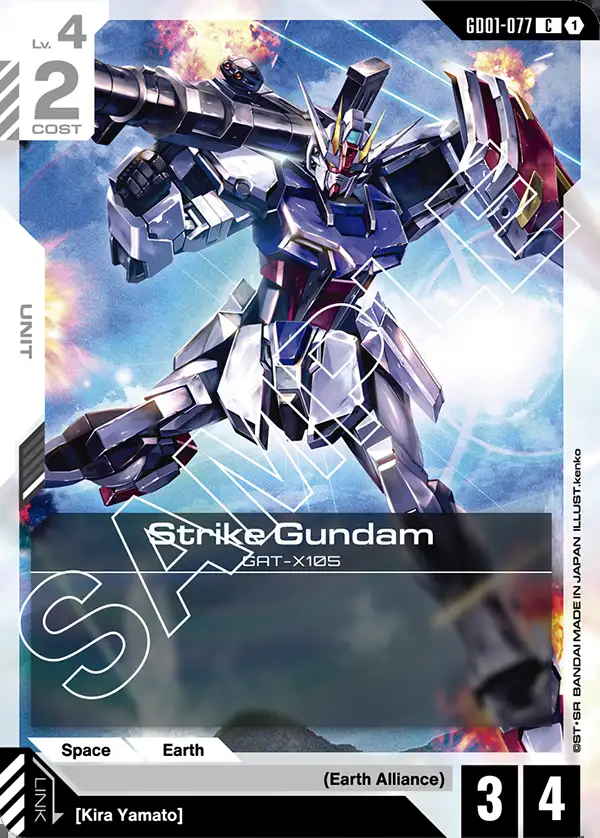 Lv. 4
GD01-077 C 1
2
COST
UNIT
SAMPLE
Strike Gundam
GAT-X105
©ST・SR BANDAI MADE IN JAPAN ILLUST.kenko
Space Earth
(Earth Alliance)
LINK
[Kira Yamato]
3 4